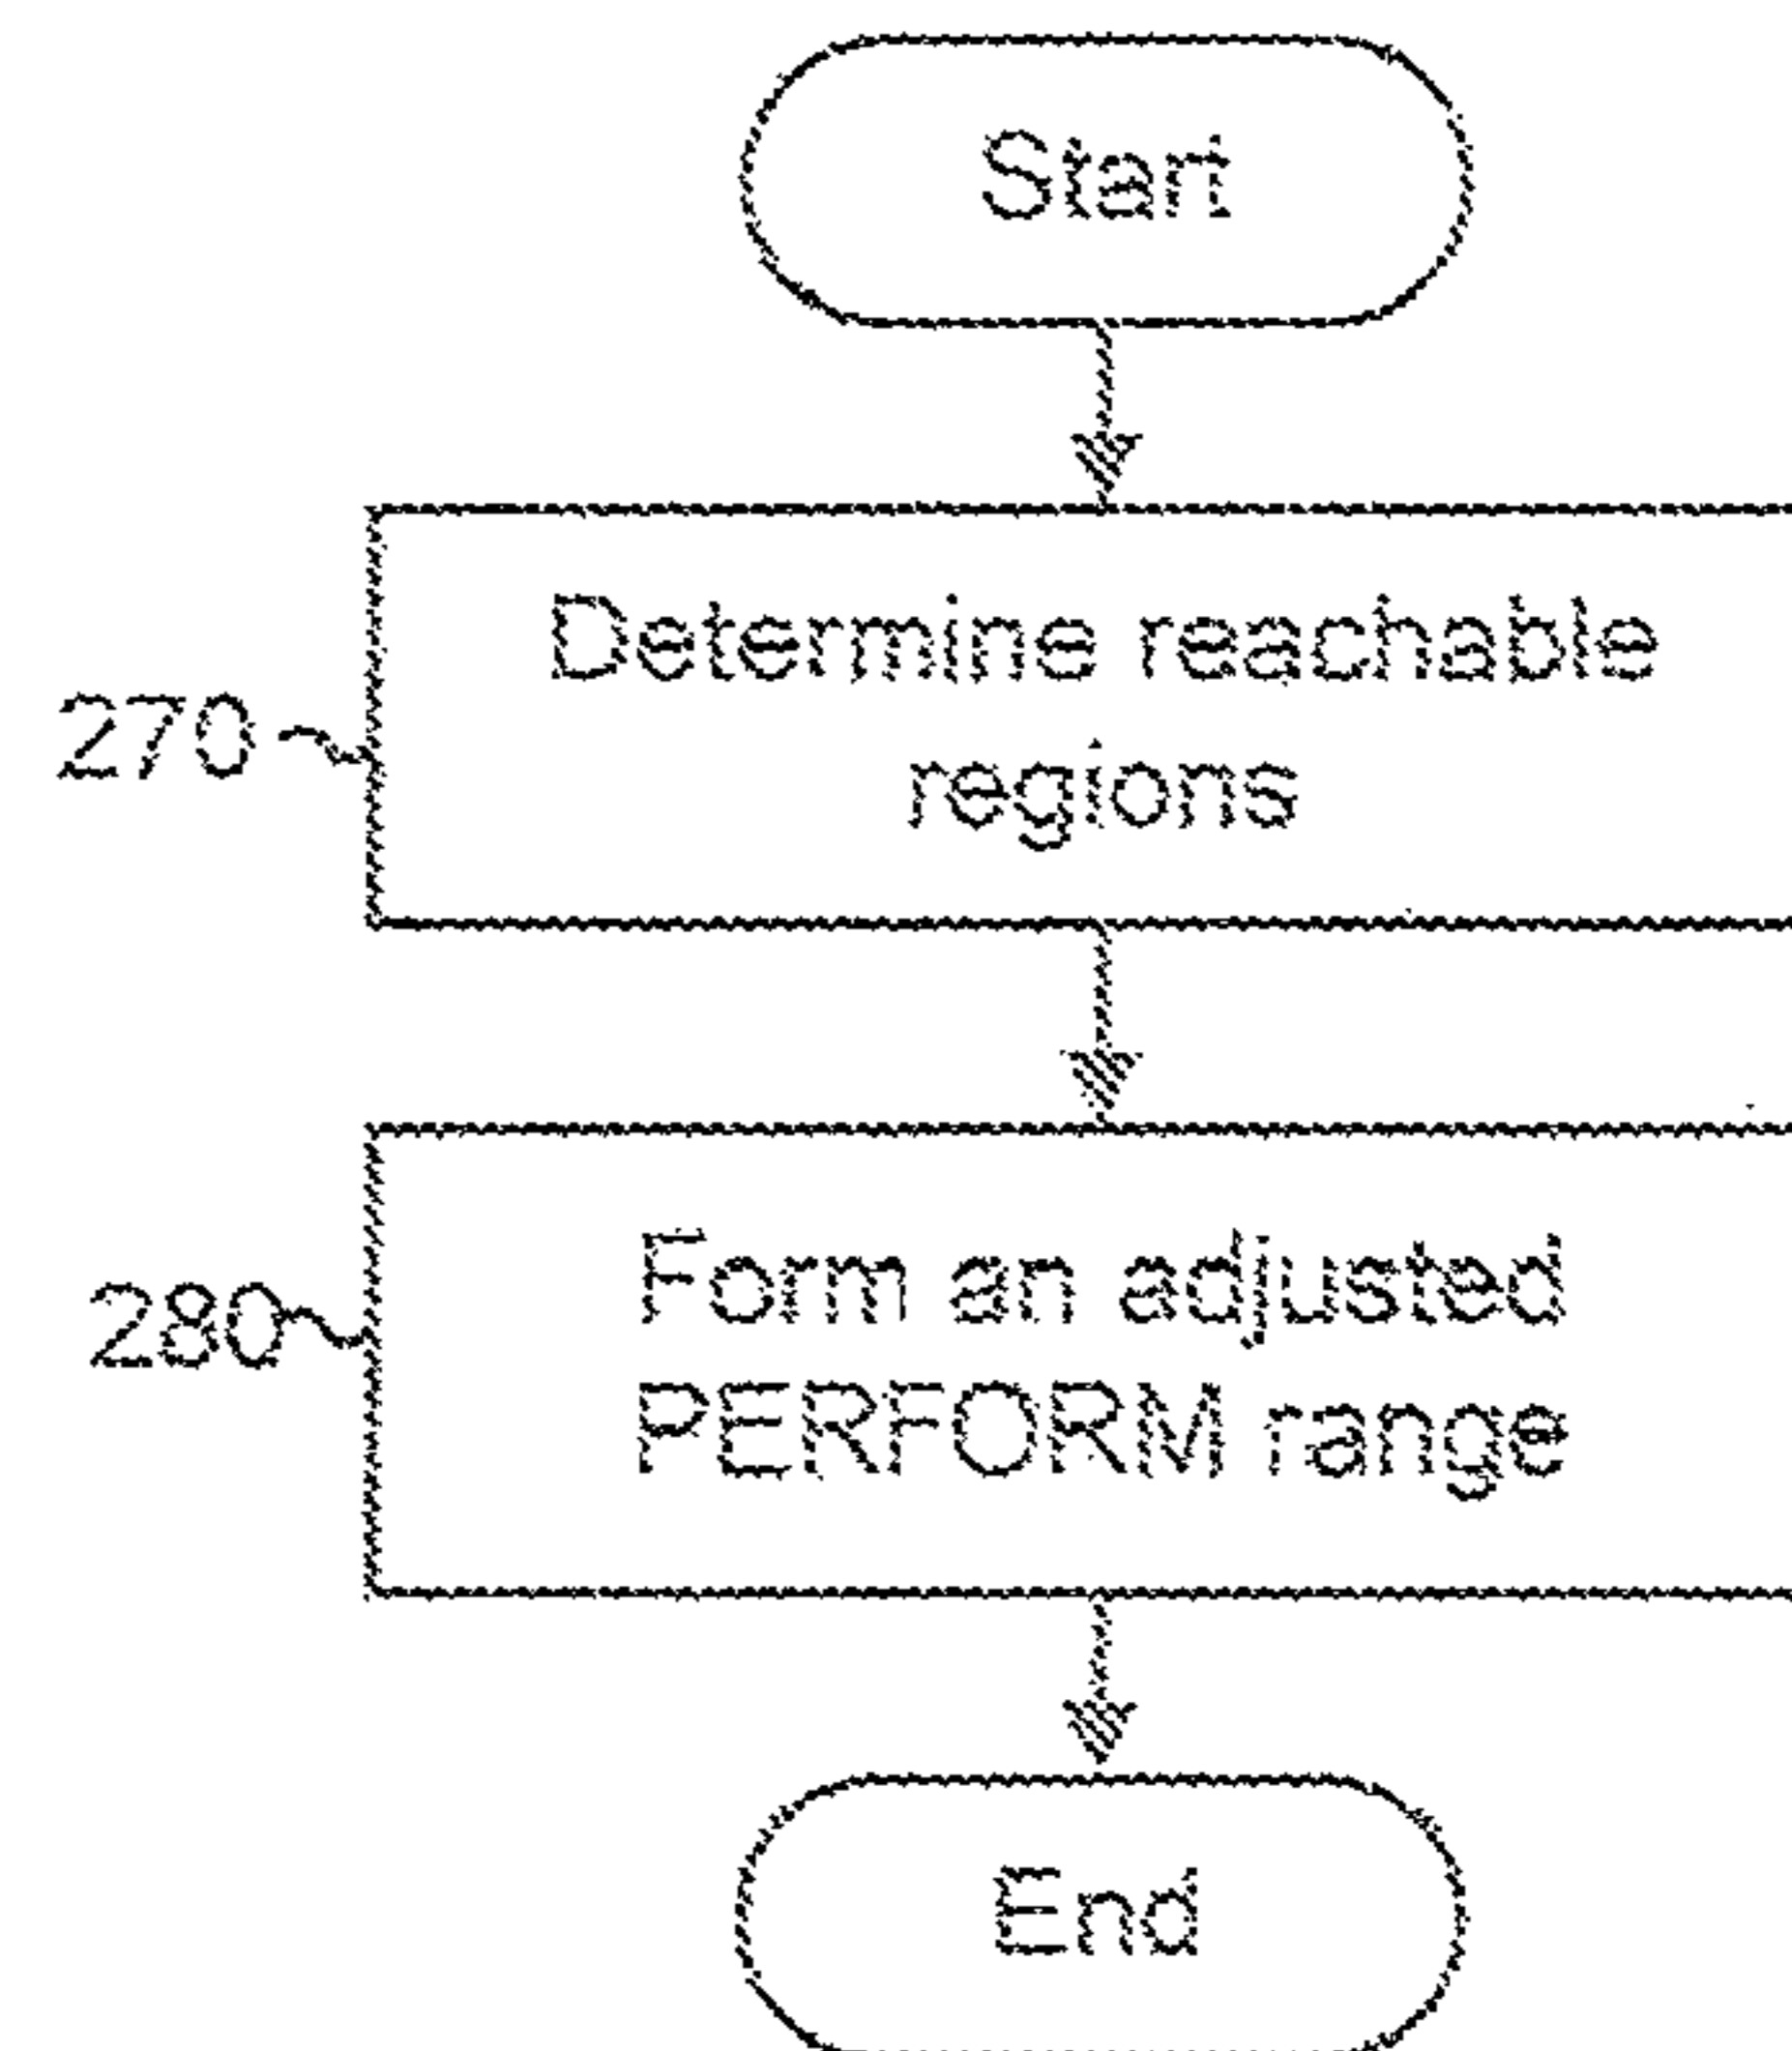 Start
Determine reachable
regions
270
Form an adjusted
PERFORM range
280
End